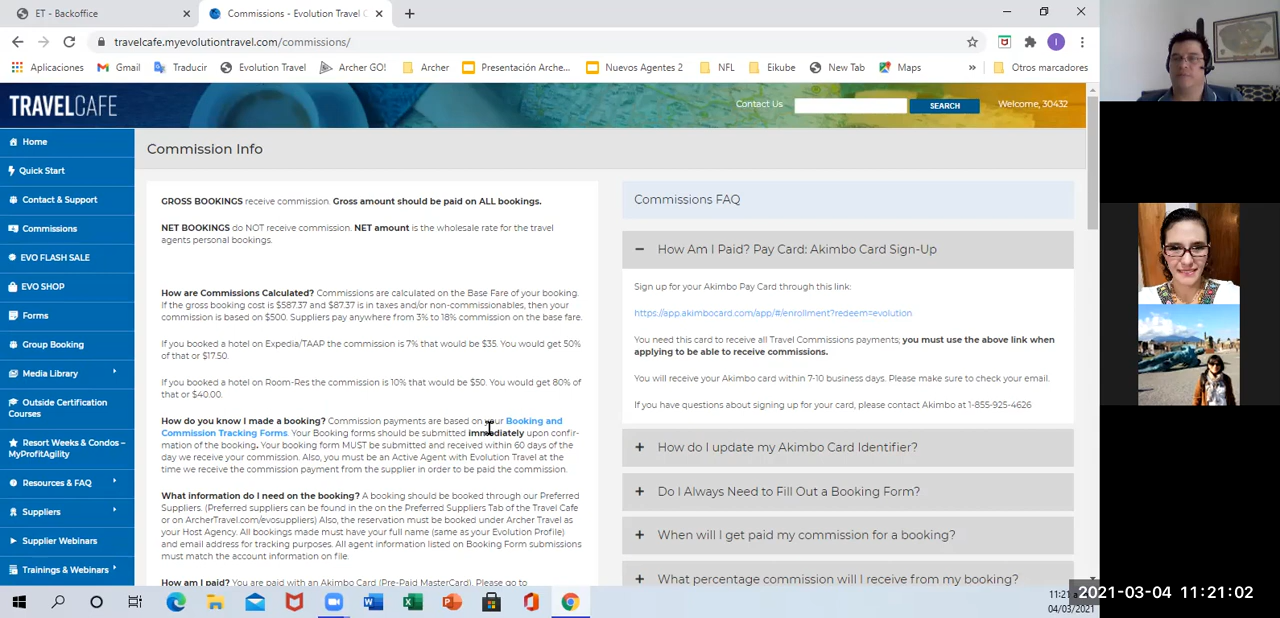 ET - Backoffice
Commissions - Evolution Travel C
travelcafe.myevolutiontravel.com/commissions/
I
Aplicaciones
Gmail
Traducir
Evolution Travel
Archer GO!
Archer
Presentación Arche...
Nuevos Agentes 2
NFL
Eikube
New Tab
Maps
»
Otros marcadores
TRAVELCAFE
Contact Us
SEARCH
Welcome, 30432
Home
Quick Start
Contact & Support
Commissions
EVO FLASH SALE
EVO SHOP
Forms
Group Booking
Media Library
Outside Certification
Courses
Resort Weeks & Condos –
MyProfitAgility
Resources & FAQ
Suppliers
Supplier Webinars
Trainings & Webinars
Commission Info
GROSS BOOKINGS receive commission. Gross amount should be paid on ALL bookings.
NET BOOKINGS do NOT receive commission. NET amount is the wholesale rate for the travel
agents personal bookings.
How are Commissions Calculated? Commissions are calculated on the Base Fare of your booking.
If the gross booking cost is $587.37 and $87.37 is in taxes and/or non-commissionables, then your
commission is based on $500. Suppliers pay anywhere from 3% to 18% commission on the base fare.
If you booked a hotel on Expedia/TAAP the commission is 7% that would be $35. You would get 50%
of that or $17.50.
If you booked a hotel on Room-Res the commission is 10% that would be $50. You would get 80% of
that or $40.00.
How do you know I made a booking? Commission payments are based on your Booking and
Commission Tracking Forms. Your Booking forms should be submitted immediately upon confir-
mation of the booking. Your booking form MUST be submitted and received within 60 days of the
day we receive your commission. Also, you must be an Active Agent with Evolution Travel at the
time we receive the commission payment from the supplier in order to be paid the commission.
What information do I need on the booking? A booking should be booked through our Preferred
Suppliers. (Preferred suppliers can be found in the on the Preferred Suppliers Tab of the Travel Cafe
or on ArcherTravel.com/evosuppliers) Also, the reservation must be booked under Archer Travel as
your Host Agency. All bookings made must have your full name (same as your Evolution Profile)
and email address for tracking purposes. All agent information listed on Booking Form submissions
must match the account information on file.
How am I paid? You are paid with an Akimbo Card (Pre-Paid MasterCard). Please go to
Commissions FAQ
How Am I Paid? Pay Card: Akimbo Card Sign-Up
Sign up for your Akimbo Pay Card through this link:
https://app.akimbocard.com/app/#/enrollment?redeem=evolution
You need this card to receive all Travel Commissions payments, you must use the above link when
applying to be able to receive commissions.
You will receive your Akimbo card within 7-10 business days. Please make sure to check your email.
If you have questions about signing up for your card, please contact Akimbo at 1-855-925-4626
How do I update my Akimbo Card Identifier?
Do I Always Need to Fill Out a Booking Form?
When will I get paid my commission for a booking?
What percentage commission will I receive from my booking?
11:21 a
04/03/2021
2021-03-04 11:21:02